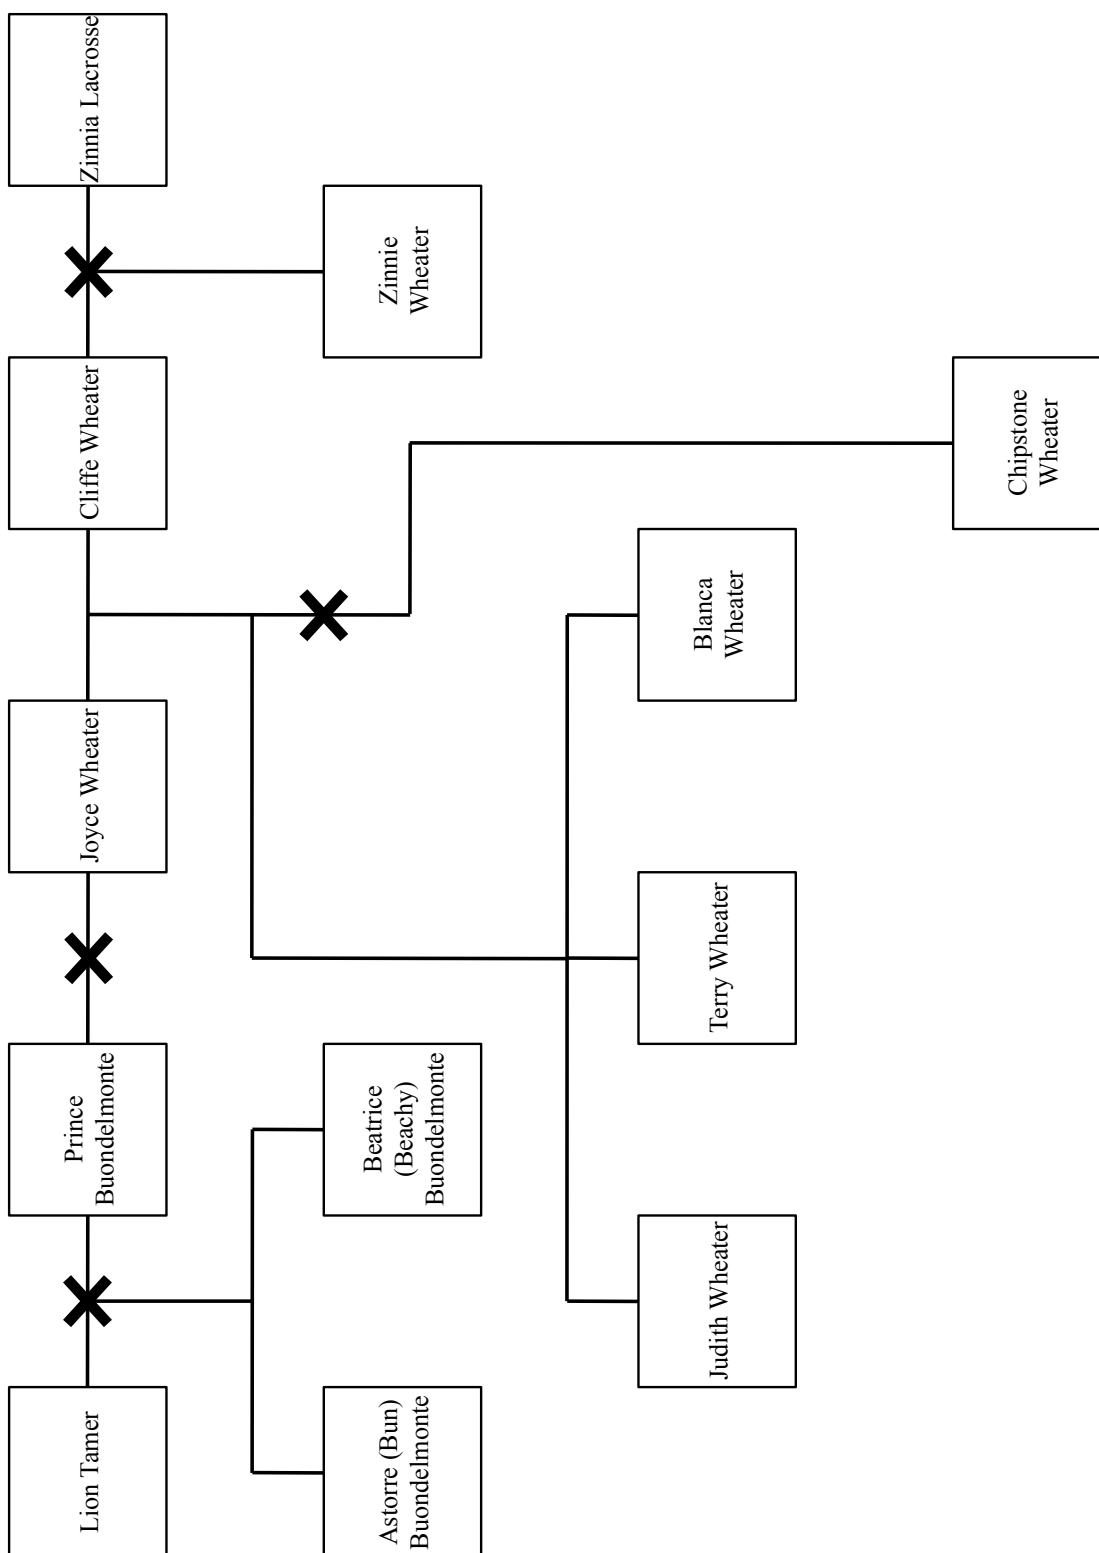 Lion Tamer
Prince
Buondelmonte
Joyce Wheater
Cliffe Wheater
Zinnia Lacrosse
Astorre (Bun)
Buondelmonte
Beatrice
(Beachy)
Buondelmonte
Zinnie
Wheater
Judith Wheater
Terry Wheater
Blanca
Wheater
Chipstone
Wheater